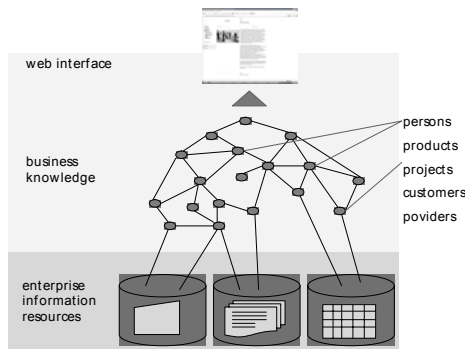 web interface
business
knowledge
persons
products
projects
customers
poviders
enterprise
information
resources